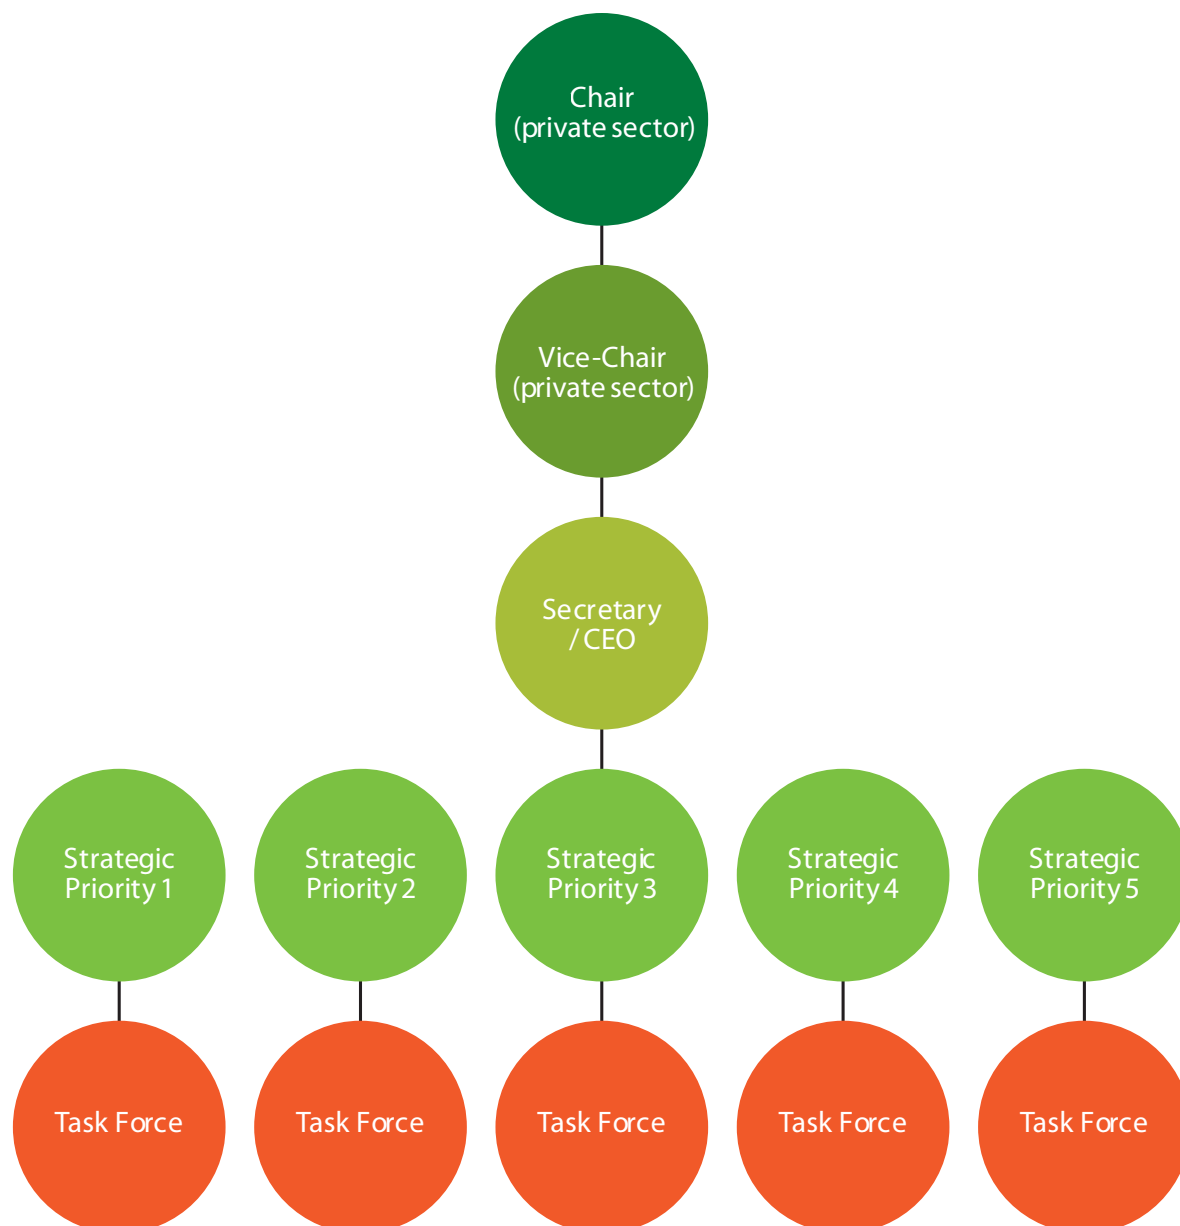 Chair
(private sector)
Vice-Chair
(private sector)
Secretary
/ CEO
Strategic
Priority 1
Strategic
Priority 2
Strategic
Priority 3
Strategic
Priority 4
Strategic
Priority 5
Task Force
Task Force
Task Force
Task Force
Task Force